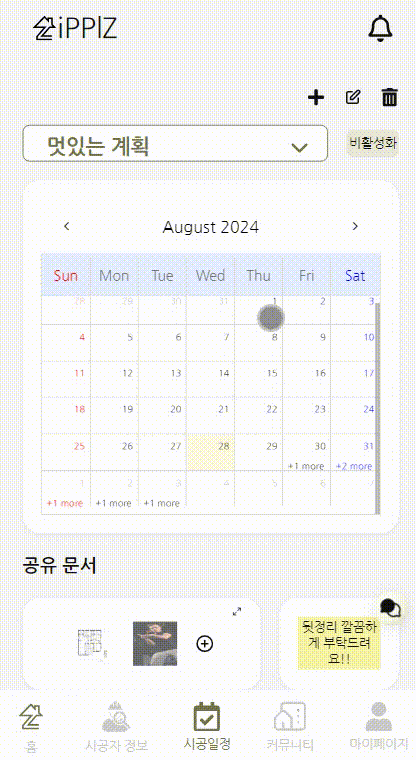 iPPlZ
멋있는 계획
비활성화
August 2024
Sun Mon Tue Wed Thu Fri Sat
28 29 30 31 1 2 3
4 5 6 7 8 9 10
11 12 13 14 15 16 17
18 19 20 21 22 23 24
25 26 27 28 29 30 31
+1 more +2 more
1 2 3 4 5 6 7
+1 more +1 more +1 more
공유 문서
뒷정리 깔끔하
게 부탁드려
요!!
홈 시공자 정보 시공일정 커뮤니티 마이페이지